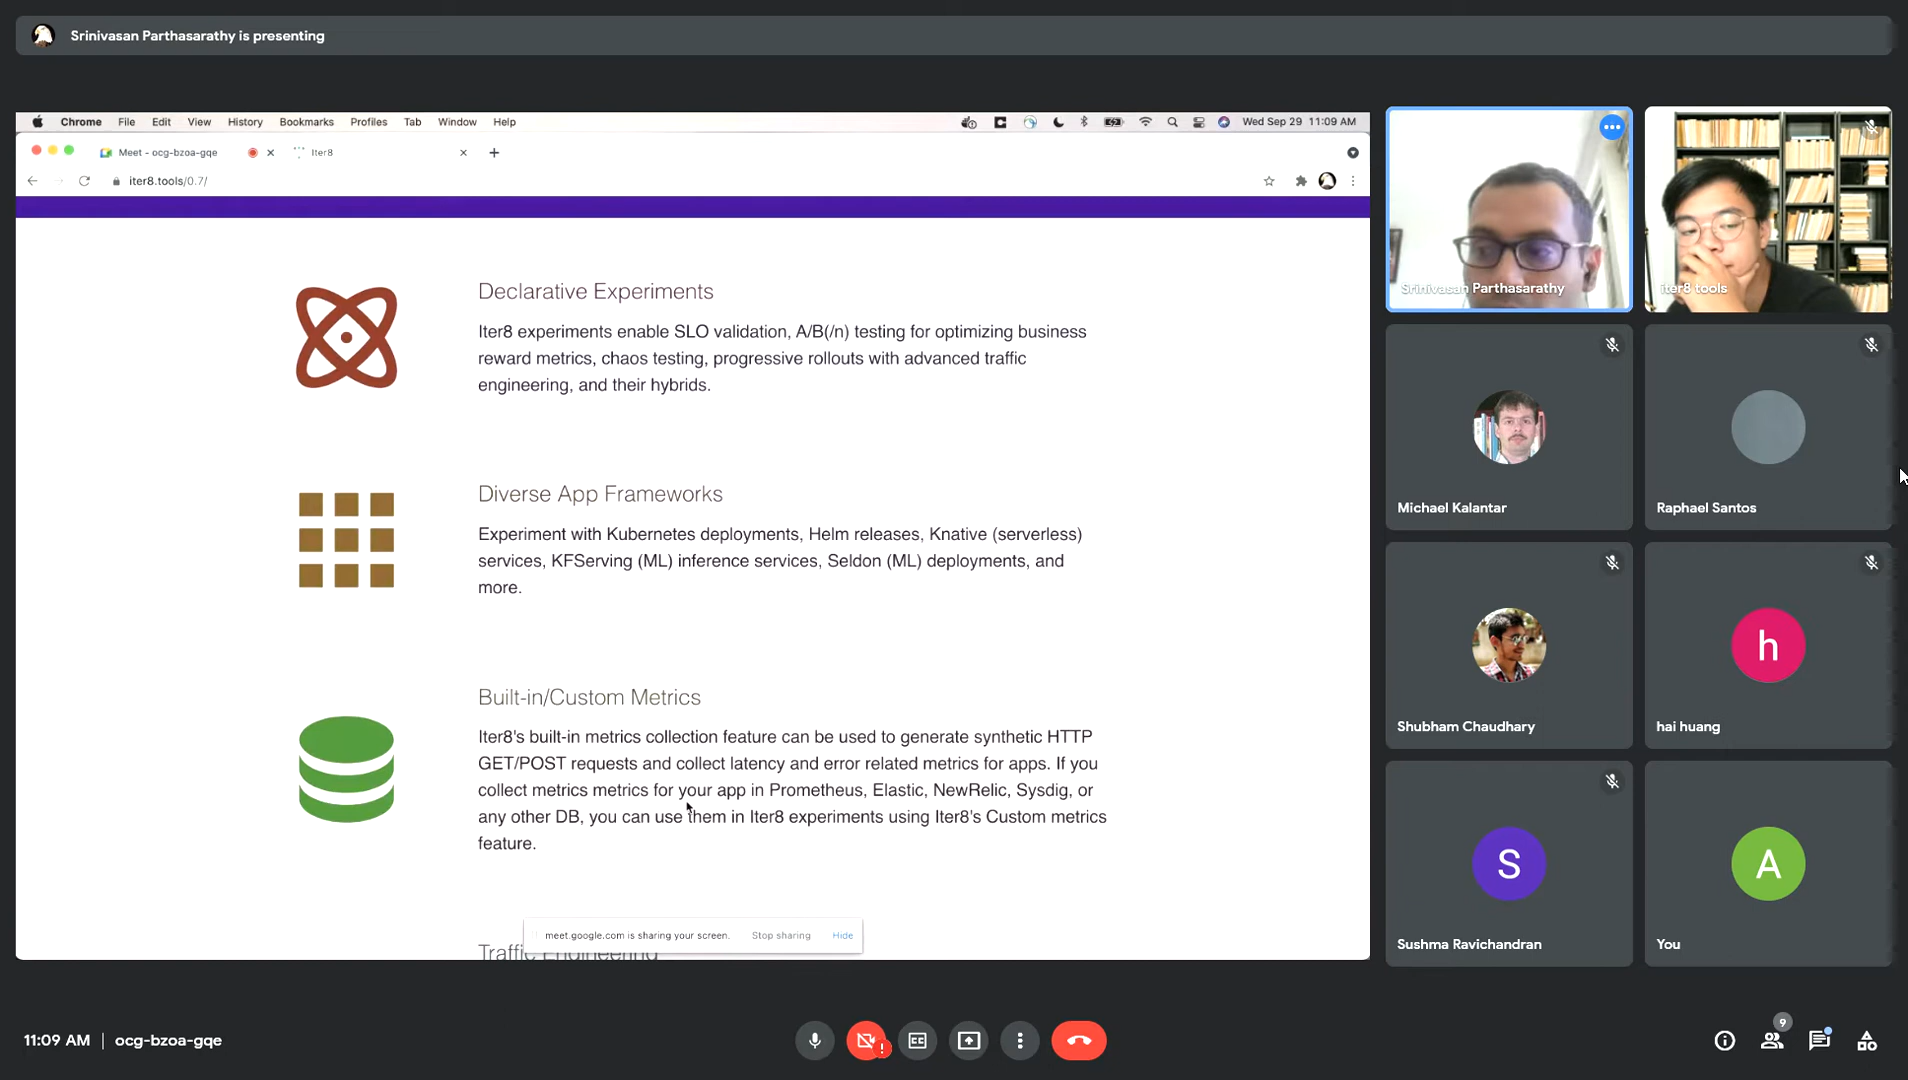 Srinivasan Parthasarathy is presenting
Chrome File Edit View History Bookmarks Profiles Tab Window Help
Wed Sep 29 11:09 AM
Meet - ocg-bzoa-gqe
Iter8
iter8.tools/0.7/
Declarative Experiments
Iter8 experiments enable SLO validation, A/B(/n) testing for optimizing business
reward metrics, chaos testing, progressive rollouts with advanced traffic
engineering, and their hybrids.
Diverse App Frameworks
Experiment with Kubernetes deployments, Helm releases, Knative (serverless)
services, KFServing (ML) inference services, Seldon (ML) deployments, and
more.
Built-in/Custom Metrics
Iter8's built-in metrics collection feature can be used to generate synthetic HTTP
GET/POST requests and collect latency and error related metrics for apps. If you
collect metrics metrics for your app in Prometheus, Elastic, NewRelic, Sysdig, or
any other DB, you can use them in Iter8 experiments using Iter8's Custom metrics
feature.
Traffic Engineering
meet.google.com is sharing your screen. Stop sharing Hide
Srinivasan Parthasarathy
iter8 tools
Michael Kalantar
Raphael Santos
Shubham Chaudhary
h
hai huang
S
Sushma Ravichandran
A
You
11:09 AM | ocg-bzoa-gqe
CC
9